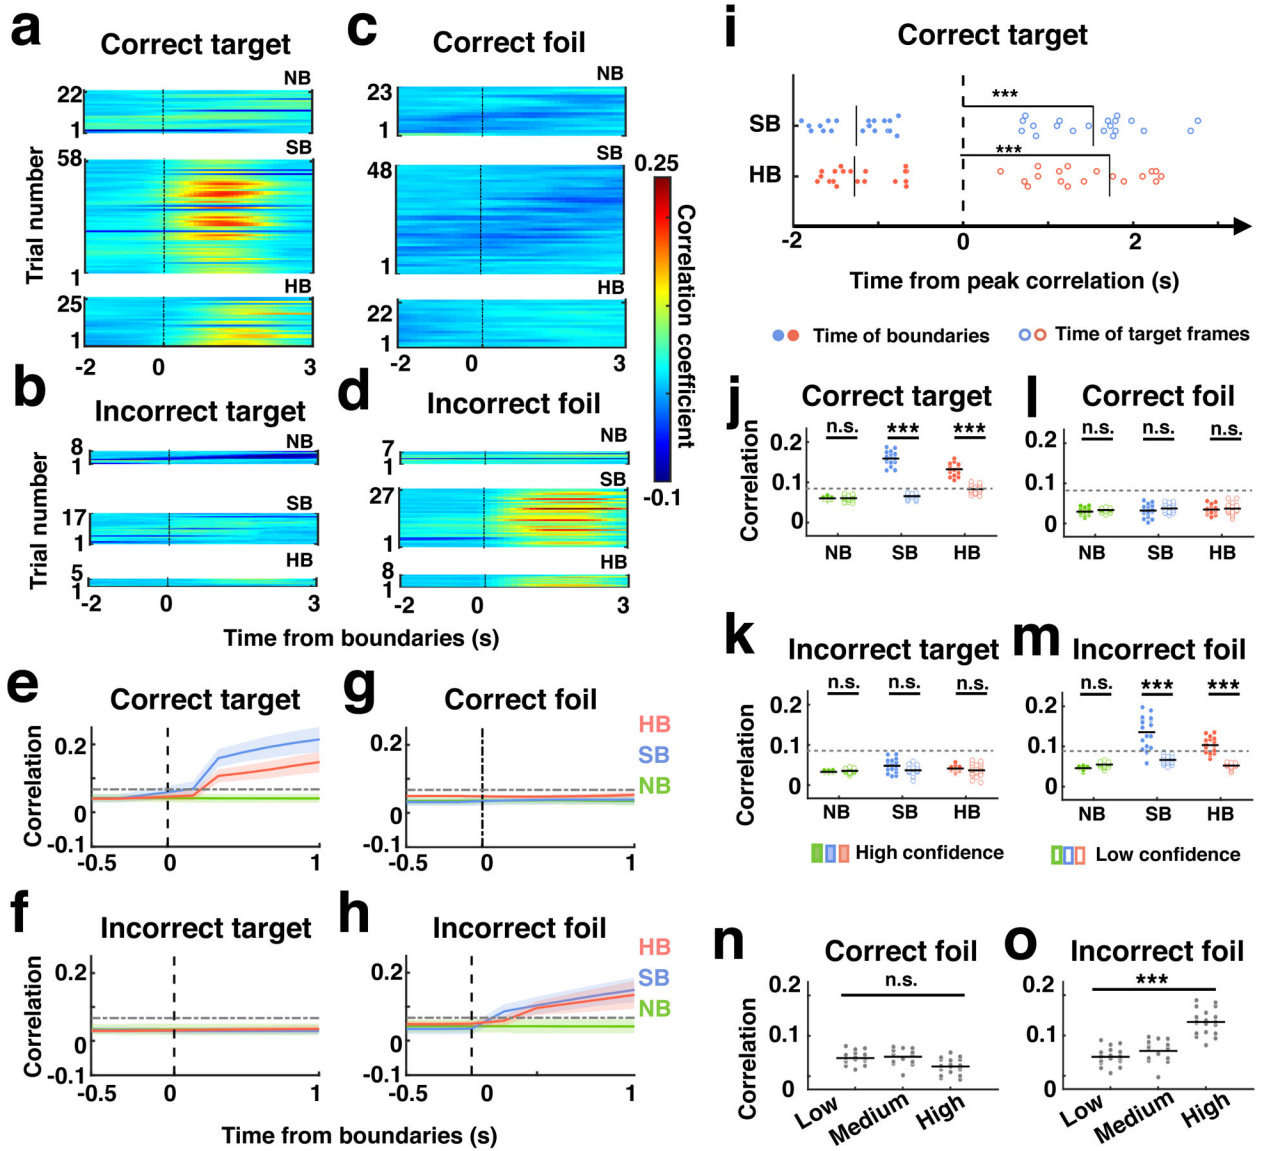 a
Correct target
NB
22
1
SB
58
1
HB
25
1
-2
0
3
Trial number
c
Correct foil
NB
23
1
SB
48
1
HB
22
1
-2
0
3
0.25
Correlation coefficient
-0.1
b
Incorrect target
NB
8
1
SB
17
1
HB
5
1
-2
0
3
Trial number
d
Incorrect foil
NB
7
1
SB
27
1
HB
8
1
-2
0
3
Time from boundaries (s)
e
Correct target
Correlation
0.2
0
-0.1
-0.5
0
1
g
Correct foil
0.2
0
-0.1
-0.5
0
1
HB
SB
NB
f
Incorrect target
Correlation
0.2
0
-0.1
-0.5
0
1
h
Incorrect foil
0.2
0
-0.1
-0.5
0
1
HB
SB
NB
Time from boundaries (s)
i
Correct target
SB
***
HB
***
-2
0
2
Time from peak correlation (s)
Time of boundaries
Time of target frames
j
Correct target
n.s.
***
***
Correlation
0.2
0.1
0
NB
SB
HB
l
Correct foil
n.s.
n.s.
n.s.
0.2
0.1
0
NB
SB
HB
k
Incorrect target
n.s.
n.s.
n.s.
Correlation
0.2
0.1
0
NB
SB
HB
m
Incorrect foil
n.s.
***
***
0.2
0.1
0
NB
SB
HB
High confidence
Low confidence
n
Correct foil
n.s.
Correlation
0.2
0.1
0
Low
Medium
High
o
Incorrect foil
***
0.2
0.1
0
Low
Medium
High